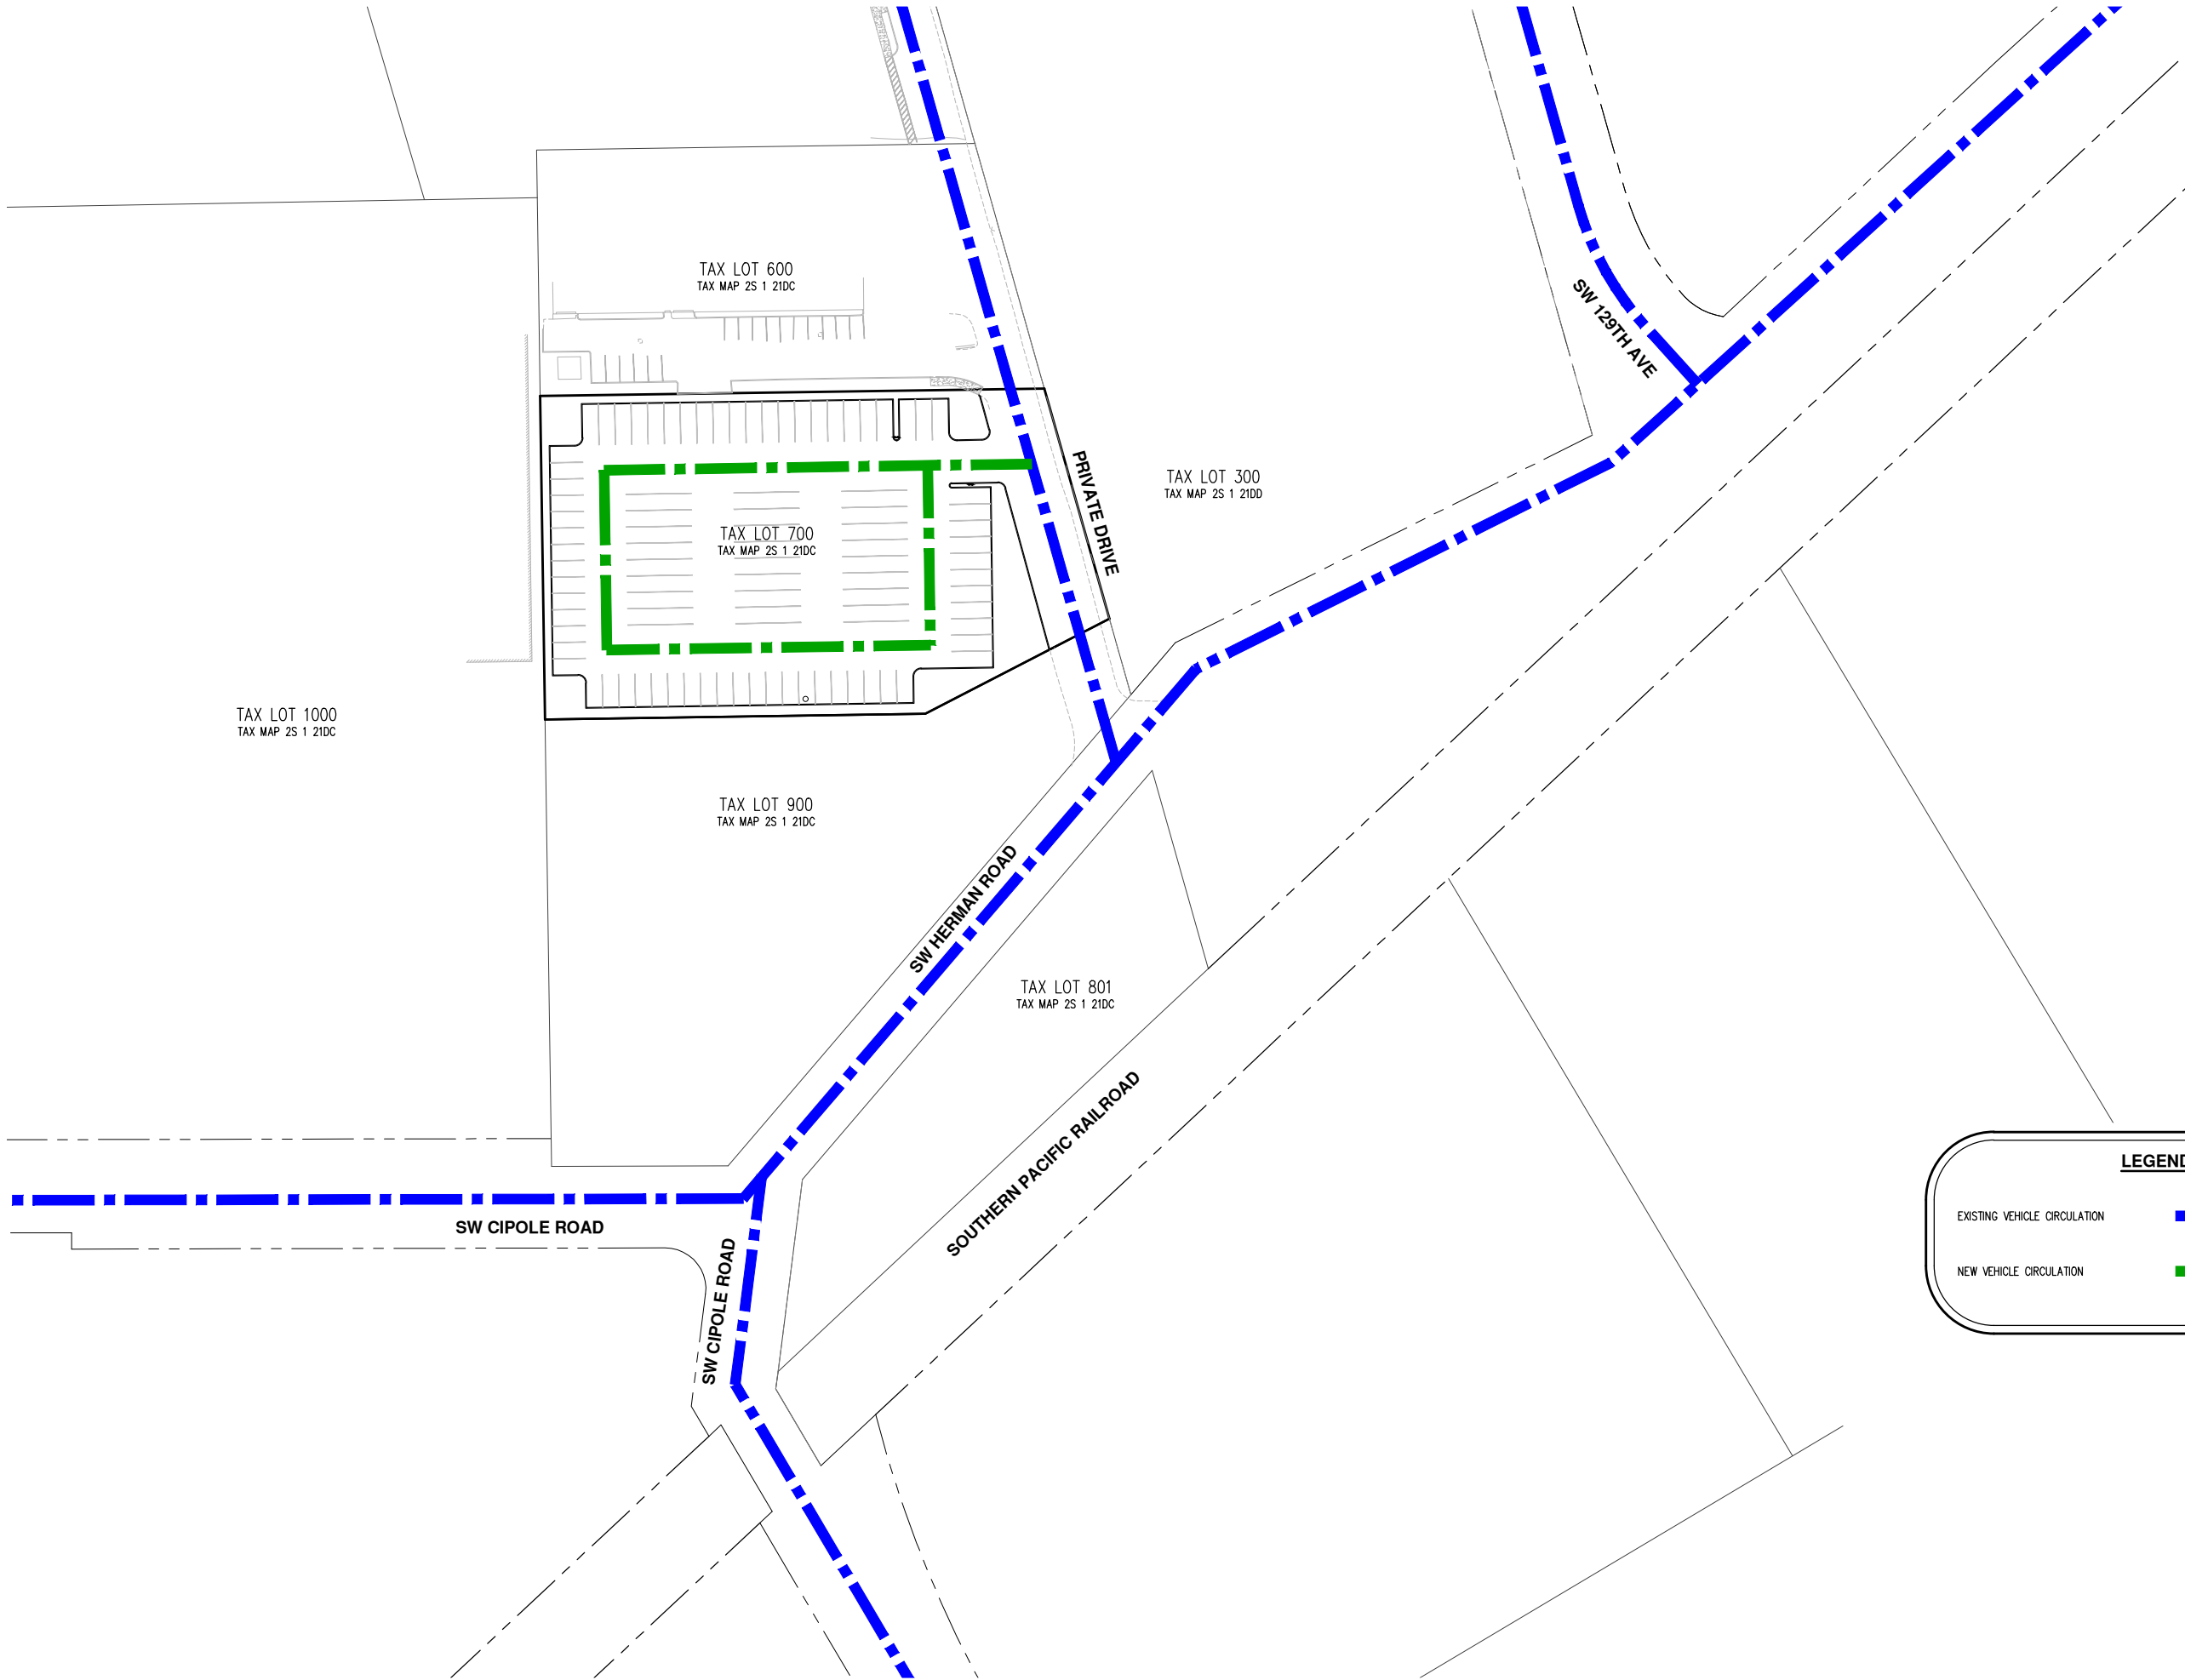 TAX LOT 600
TAX MAP 2S 1 21DC
SW 129TH AVE
PRIVATE DRIVE
TAX LOT 300
TAX MAP 2S 1 21DD
TAX LOT 700
TAX MAP 2S 1 21DC
TAX LOT 1000
TAX MAP 2S 1 21DC
TAX LOT 900
TAX MAP 2S 1 21DC
SW HERMAN ROAD
TAX LOT 801
TAX MAP 2S 1 21DC
SOUTHERN PACIFIC RAILROAD
SW CIPOLE ROAD
SW CIPOLE ROAD
LEGEND
EXISTING VEHICLE CIRCULATION
NEW VEHICLE CIRCULATION